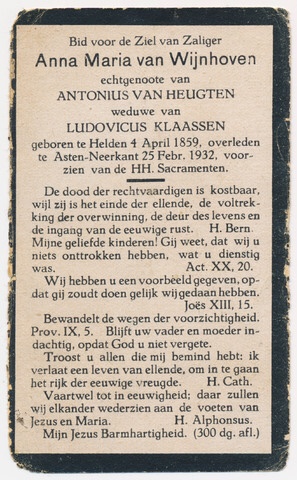 Bid voor de Ziel van Zaliger
Anna Maria van Wijnhoven
echtgenoote van
ANTONIUS VAN HEUGTEN
weduwe van
LUDOVICUS KLAASSEN
geboren te Helden 4 April 1859, overleden
te Asten-Neerkant 25 Febr. 1932, voor-
zien van de HH. Sacramenten.
De dood der rechtvaardigen is kostbaar,
wijl zij is het einde der ellende, de voltrek-
king der overwinning, de deur des levens en
de ingang van de eeuwige rust. H. Bern.
Mijne geliefde kinderen! Gij weet, dat wij u
niets onttrokken hebben, wat u dienstig
was. Act. XX, 20.
Wij hebben u een voorbeeld gegeven, op-
dat gij zoudt doen gelijk wij gedaan hebben.
Joës XIII, 15.
Bewandelt de wegen der voorzichtigheid.
Prov. IX, 5. Blijft uw vader en moeder in-
dachtig, opdat God u niet vergete.
Troost u allen die mij bemind hebt: ik
verlaat een leven van ellende, om in te gaan
het rijk der eeuwige vreugde. H. Cath.
Vaartwel tot in eeuwigheid; daar zullen
wij elkander wederzien aan de voeten van
Jezus en Maria. H. Alphonsus.
Mijn Jezus Barmhartigheid. (300 dg. afl.)